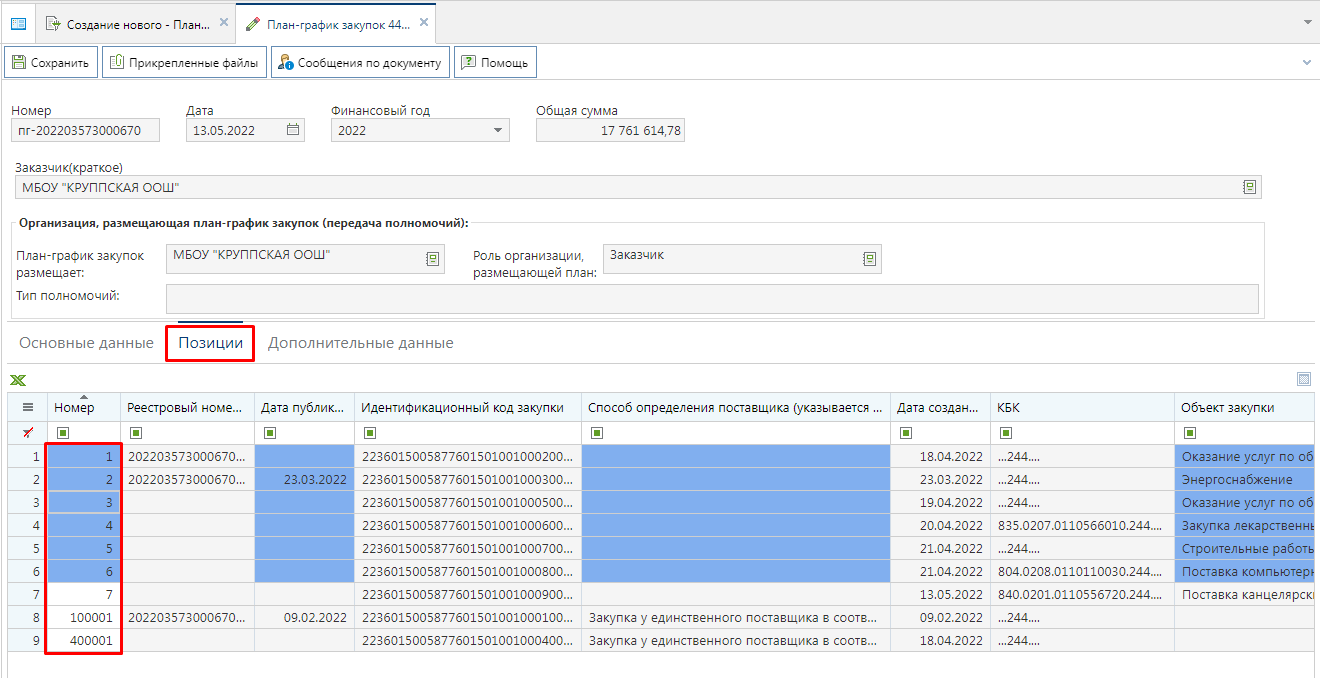 Создание нового - План... План-график закупок 44...
Сохранить Прикрепленные файлы Сообщения по документу Помощь
Номер Дата Финансовый год Общая сумма
пг-202203573000670 13.05.2022 2022 17 761 614,78
Заказчик(краткое)
МБОУ "КРУППСКАЯ ООШ"
Организация, размещающая план-график закупок (передача полномочий):
План-график закупок размещает: МБОУ "КРУППСКАЯ ООШ" Роль организации, размещающей план: Заказчик
Тип полномочий:
Основные данные Позиции Дополнительные данные
Номер Реестровый номе... Дата публик... Идентификационный код закупки Способ определения поставщика (указывается ... Дата создан... КБК Объект закупки
1 1 202203573000670... 2236015005877601501001000200... 18.04.2022 ...244.... Оказание услуг по об
2 2 202203573000670... 23.03.2022 2236015005877601501001000300... 23.03.2022 ...244.... Энергоснабжение
3 3 2236015005877601501001000500... 19.04.2022 ...244.... Оказание услуг по об
4 4 2236015005877601501001000600... 20.04.2022 835.0207.0110566010.244.... Закупка лекарственны
5 5 2236015005877601501001000700... 21.04.2022 ...244.... Строительные работы
6 6 2236015005877601501001000800... 21.04.2022 804.0208.0110110030.244.... Поставка компьютерн
7 7 2236015005877601501001000900... 13.05.2022 840.0201.0110556720.244.... Поставка канцелярски
8 100001 202203573000670... 09.02.2022 2236015005877601501001000100... Закупка у единственного поставщика в соотв... 09.02.2022 ...244....
9 400001 2236015005877601501001000400... Закупка у единственного поставщика в соотв... 18.04.2022 ...244....